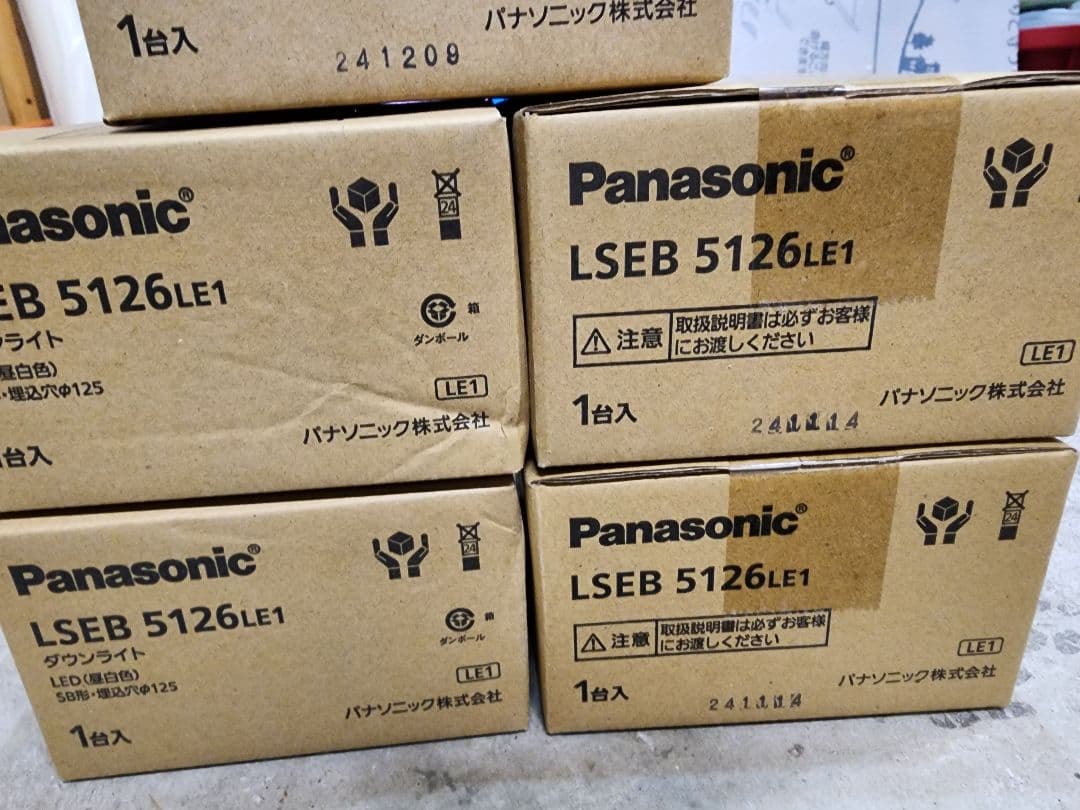 1台入
パナソニック株式会社
241209
nasonic®
EB 5126LE1
ウンライト
昼白色)
・埋込穴φ125
台入
24
箱
ダンボール
LE1
パナソニック株式会社
Panasonic®
LSEB 5126LE1
注意
取扱説明書は必ずお客様
にお渡しください
LE1
1台入
パナソニック株式会社
241114
Panasonic®
LSEB 5126LE1
ダウンライト
LED(昼白色)
SB形・埋込穴φ125
1台入
24
箱
ダンボール
LE1
パナソニック株式会社
Panasonic®
LSEB 5126LE1
24
注意
取扱説明書は必ずお客様
にお渡しください
LE1
1台入
パナソニック株式会社
241114